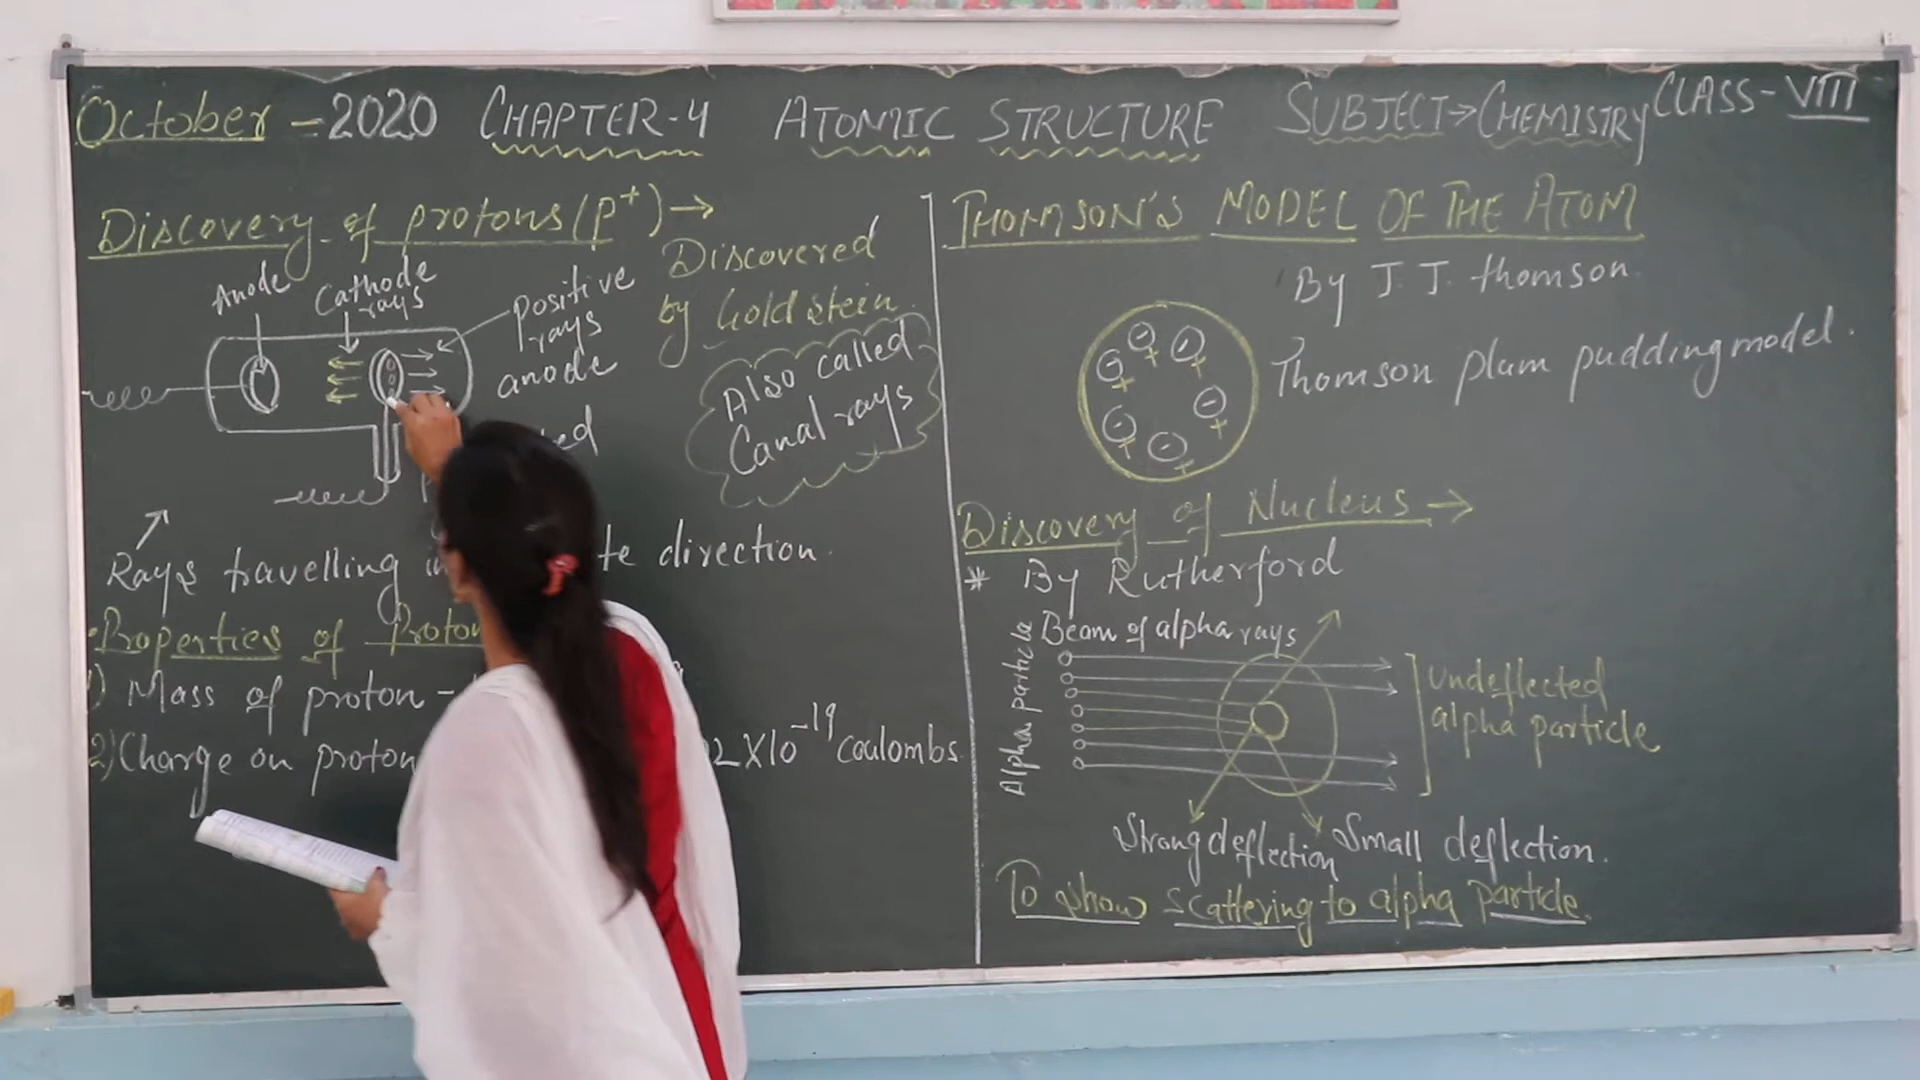 October - 2020 CHAPTER-4 ATOMIC STRUCTURE SUBJECT→CHEMISTRY CLASS-VIII
Discovery of protons (p+) →
Discovered
by Goldstein.
Anode
Cathode
rays
positive
rays
anode
Also called
Canal rays
Rays travelling direction.
Properties of
1) Mass of proton -
2) Charge on proton
2 X10-19 coulombs
THOMSON'S MODEL OF THE ATOM
By J. J. thomson.
Thomson plum pudding model.
- - - - - - -
+ + + + + + +
Discovery of Nucleus →
* By Rutherford
Beam of alpha rays
Alpha particle
undeflected
alpha particle
Strong deflection Small deflection.
To show scattering to alpha particle.